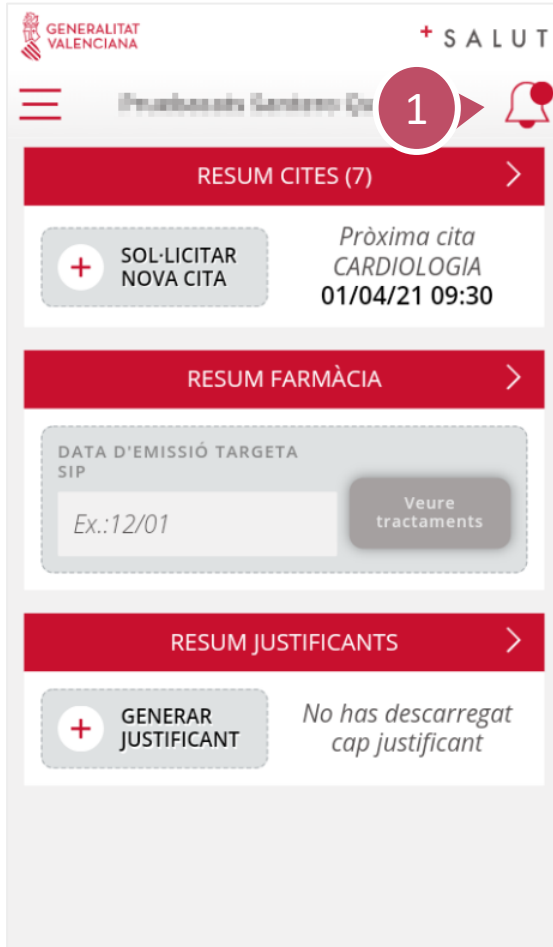 GENERALITAT
VALENCIANA
+ SALUT
1
RESUM CITES (7)
SOL·LICITAR
NOVA CITA
Pròxima cita
CARDIOLOGIA
01/04/21 09:30
RESUM FARMÀCIA
DATA D'EMISSIÓ TARGETA
SIP
Ex.:12/01
Veure
tractaments
RESUM JUSTIFICANTS
GENERAR
JUSTIFICANT
No has descarregat
cap justificant